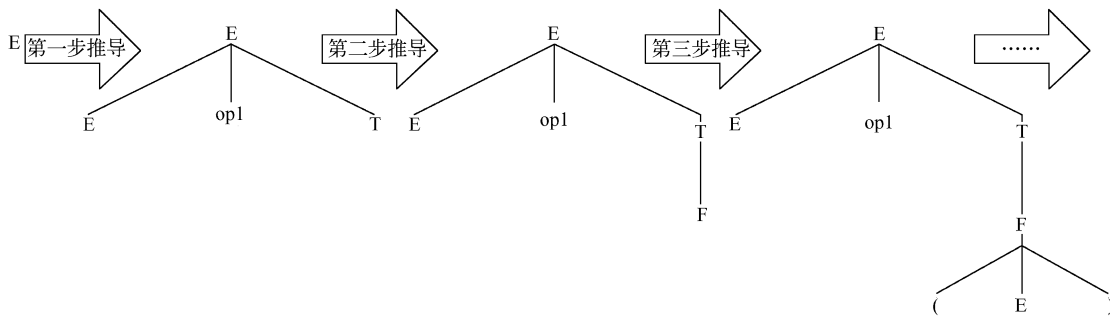 E 第一步推导 E 第二步推导 E 第三步推导 E ……
E op1 T E op1 T E op1 T
F F
( E )